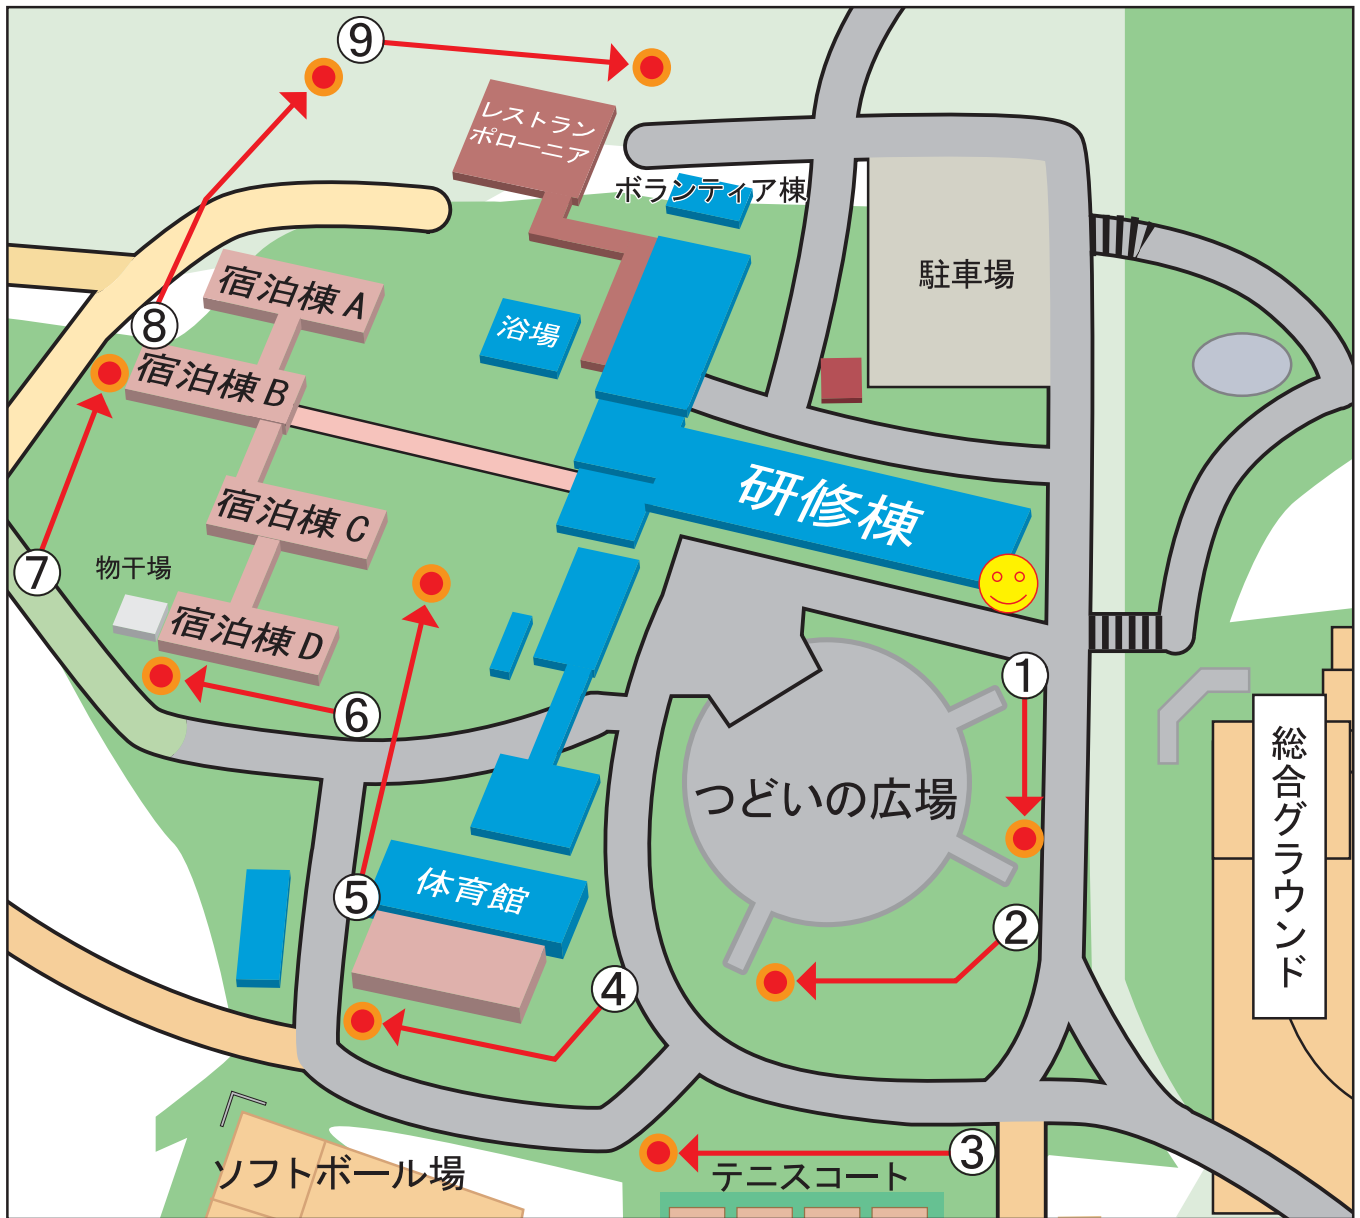 ⑨
レストラン
ポローニア
ボランティア棟
駐車場
宿泊棟A
⑧
浴場
宿泊棟B
研修棟
宿泊棟C
⑦
物干場
宿泊棟D
①
⑥
総合グラウンド
つどいの広場
⑤
体育館
②
④
③
テニスコート
ソフトボール場